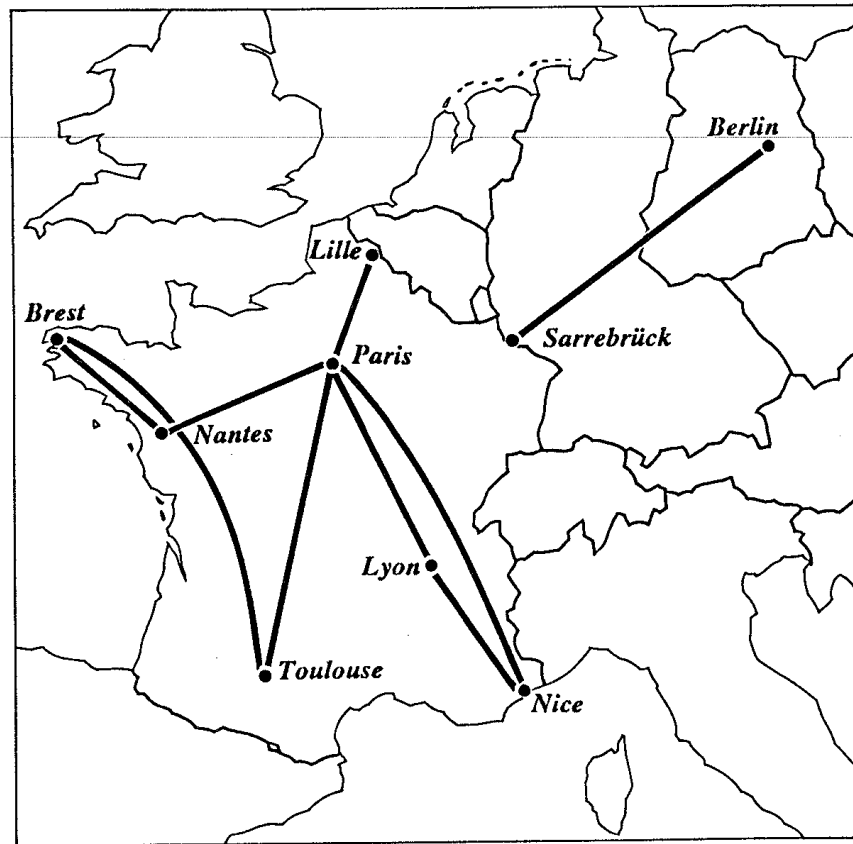 Berlin
Lille
Brest
Sarrebrück
Paris
Nantes
Lyon
Toulouse
Nice